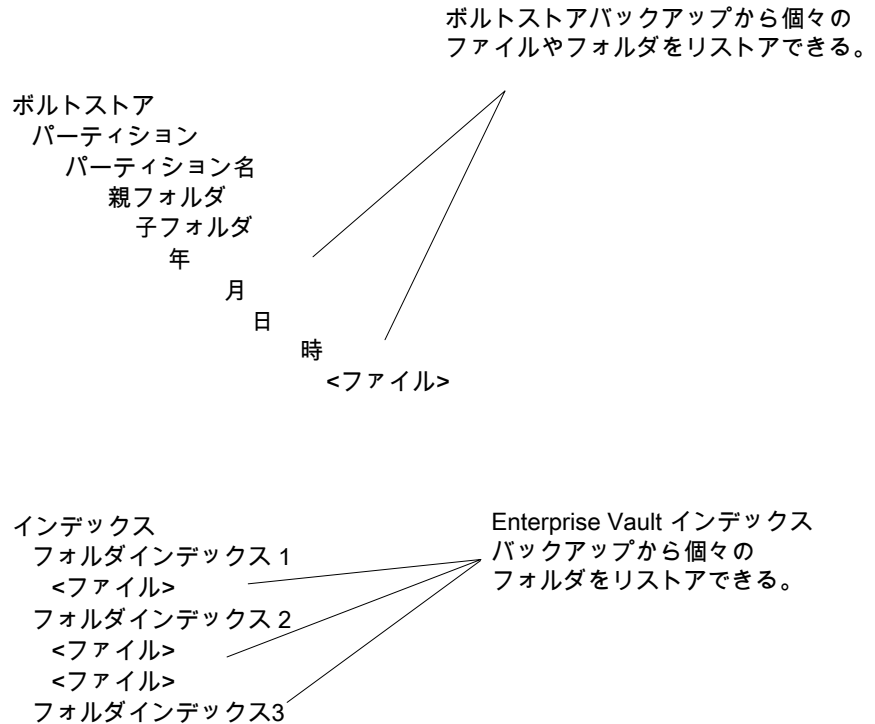 ボルトストアバックアップから個々の
ファイルやフォルダをリストアできる。
ボルトストア
パーティション
パーティション名
親フォルダ
子フォルダ
年
月
日
時
<ファイル>
インデックス
フォルダインデックス 1
<ファイル>
フォルダインデックス 2
<ファイル>
<ファイル>
フォルダインデックス3
Enterprise Vault インデックス
バックアップから個々の
フォルダをリストアできる。